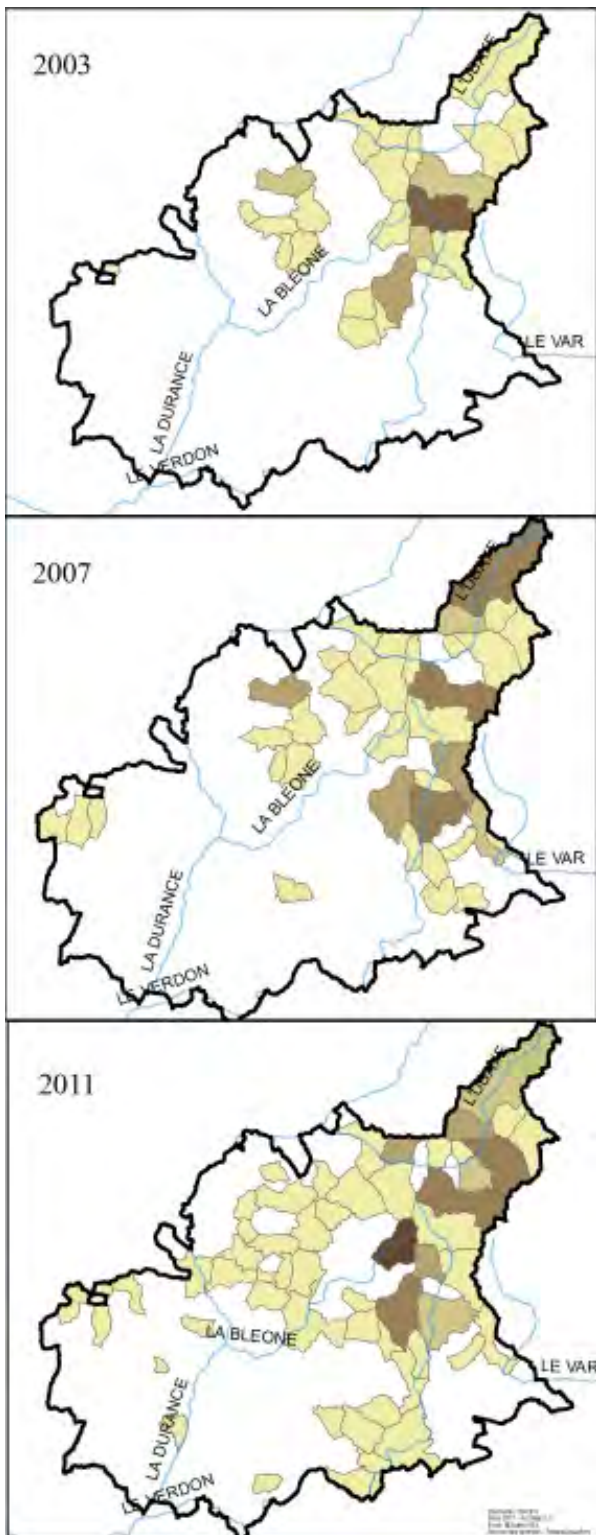 2003
L'UBAYE
LA BLEONE
LE VAR
LA DURANCE
LE VERDON
2007
L'UBAYE
LA BLEONE
LE VAR
LA DURANCE
LE VERDON
2011
L'UBAYE
LA BLEONE
LE VAR
LA DURANCE
LE VERDON